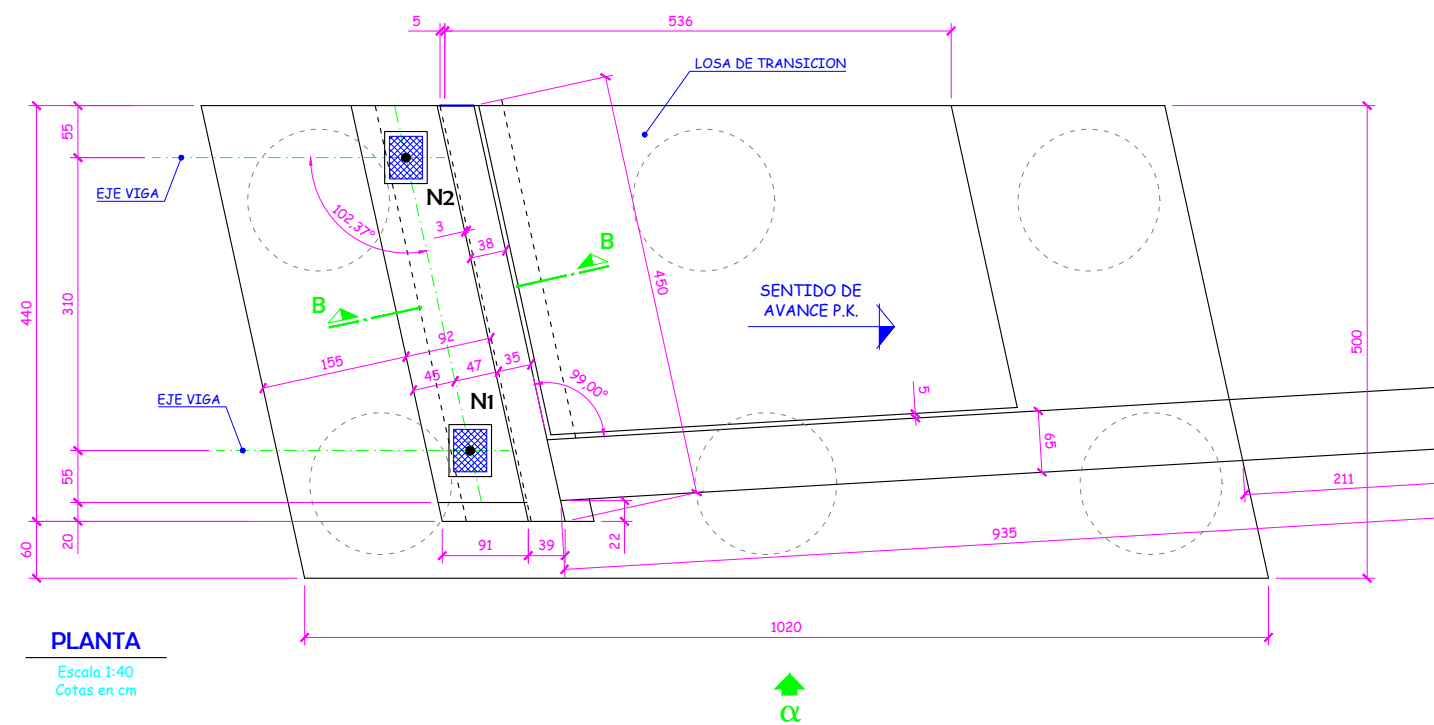 5
536
LOSA DE TRANSICION
55
EJE VIGA
N2
102,37°
3
38
B
450
B
SENTIDO DE
AVANCE P.K.
310
440
500
92
155
45
47
35
99,00°
EJE VIGA
N1
5
65
55
211
20
60
91
39
22
935
1020
PLANTA
Escala 1:40
Cotas en cm
α